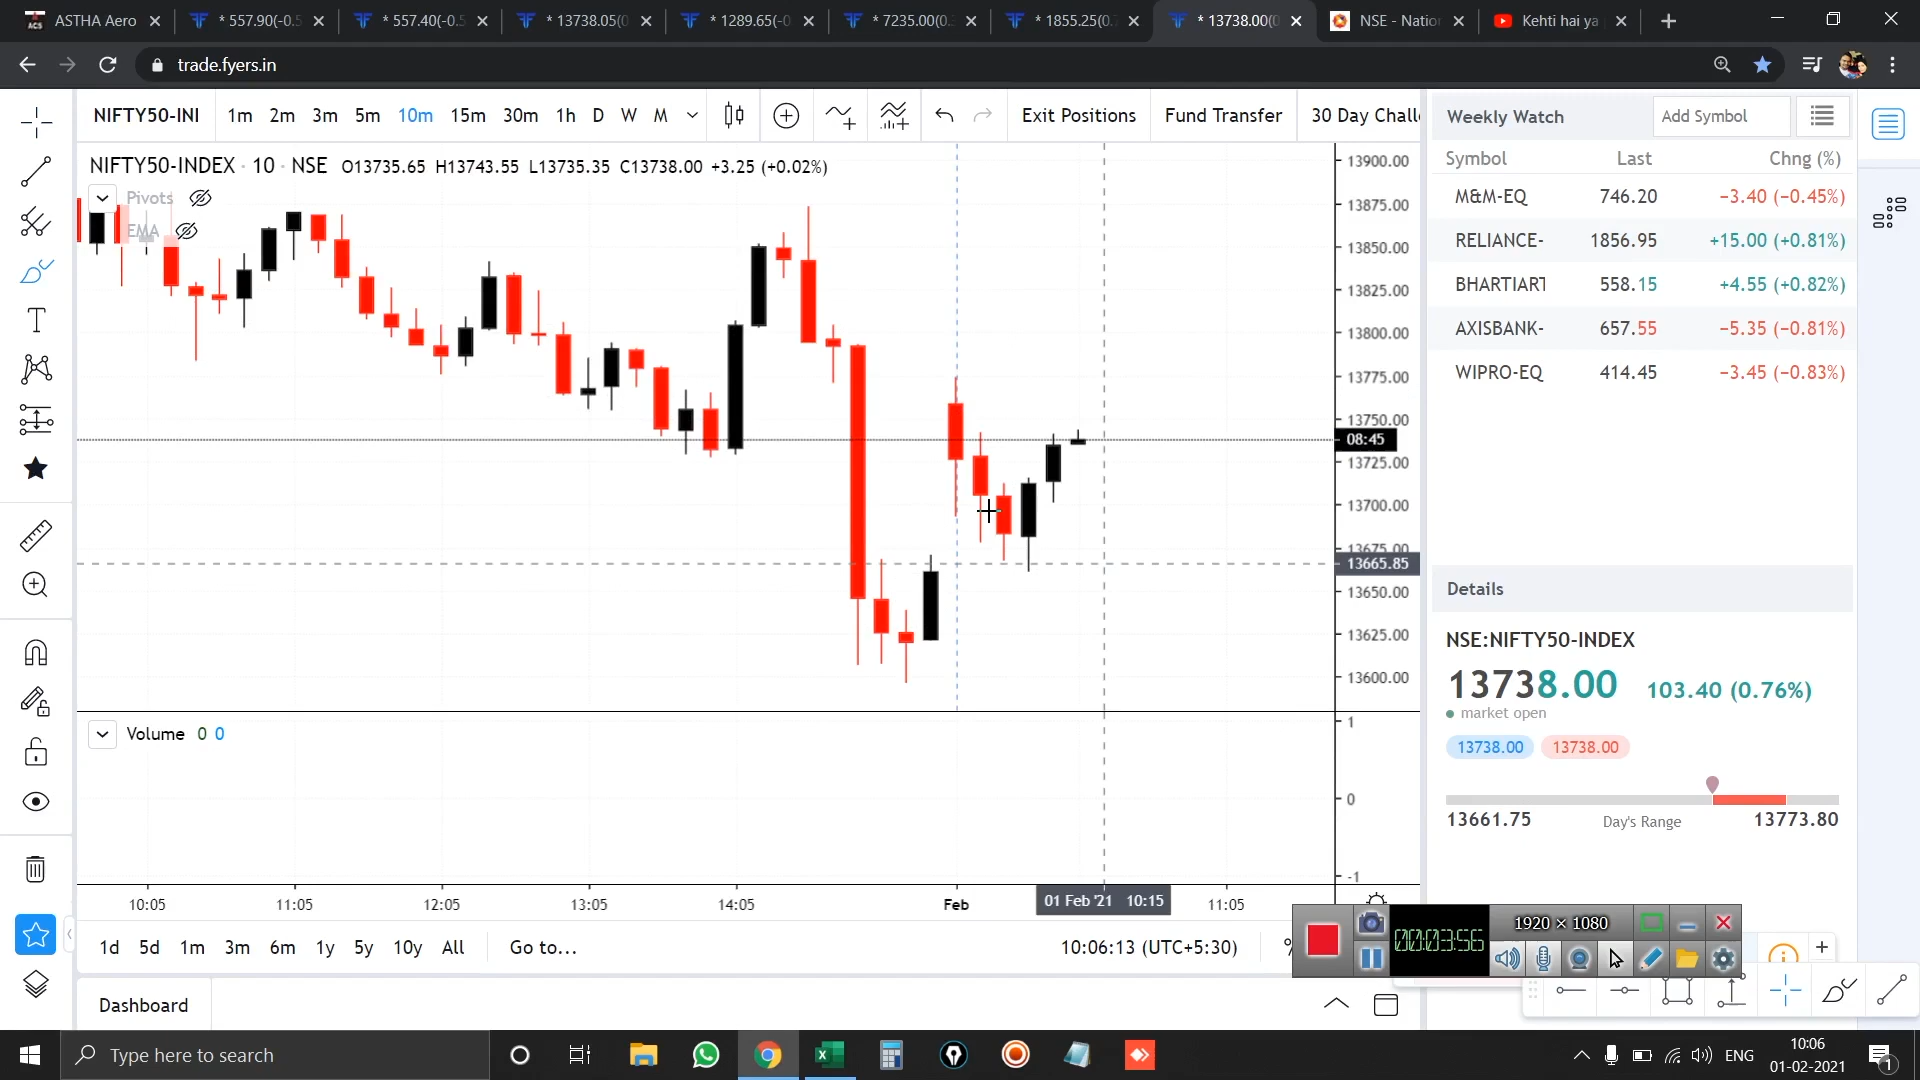 ASTHA Aero
* 557.90(-0.5
* 557.40(-0.5
* 13738.05(0
* 1289.65(-0
* 7235.00(0.
* 1855.25(0.
* 13738.00(0
NSE - Nation
Kehti hai ya
trade.fyers.in
NIFTY50-INI
1m 2m 3m 5m 10m 15m 30m 1h D W M
Exit Positions
Fund Transfer
30 Day Chall
NIFTY50-INDEX · 10 · NSE O13735.65 H13743.55 L13735.35 C13738.00 +3.25 (+0.02%)
Pivots
EMA
13900.00
13875.00
13850.00
13825.00
13800.00
13775.00
13750.00
08:45
13725.00
13700.00
13675.00
13665.85
13650.00
13625.00
13600.00
Volume 0 0
1
0
-1
10:05 11:05 12:05 13:05 14:05 Feb 01 Feb '21 10:15 11:05
1d 5d 1m 3m 6m 1y 5y 10y All Go to... 10:06:13 (UTC+5:30) %
Dashboard
Weekly Watch
Add Symbol
Symbol Last Chng (%)
M&M-EQ 746.20 −3.40 (−0.45%)
RELIANCE- 1856.95 +15.00 (+0.81%)
BHARTIART 558.15 +4.55 (+0.82%)
AXISBANK- 657.55 −5.35 (−0.81%)
WIPRO-EQ 414.45 −3.45 (−0.83%)
Details
NSE:NIFTY50-INDEX
13738.00 103.40 (0.76%)
market open
13738.00 13738.00
13661.75 Day's Range 13773.80
00:03:56
1920 × 1080
Type here to search
ENG
10:06
01-02-2021
1